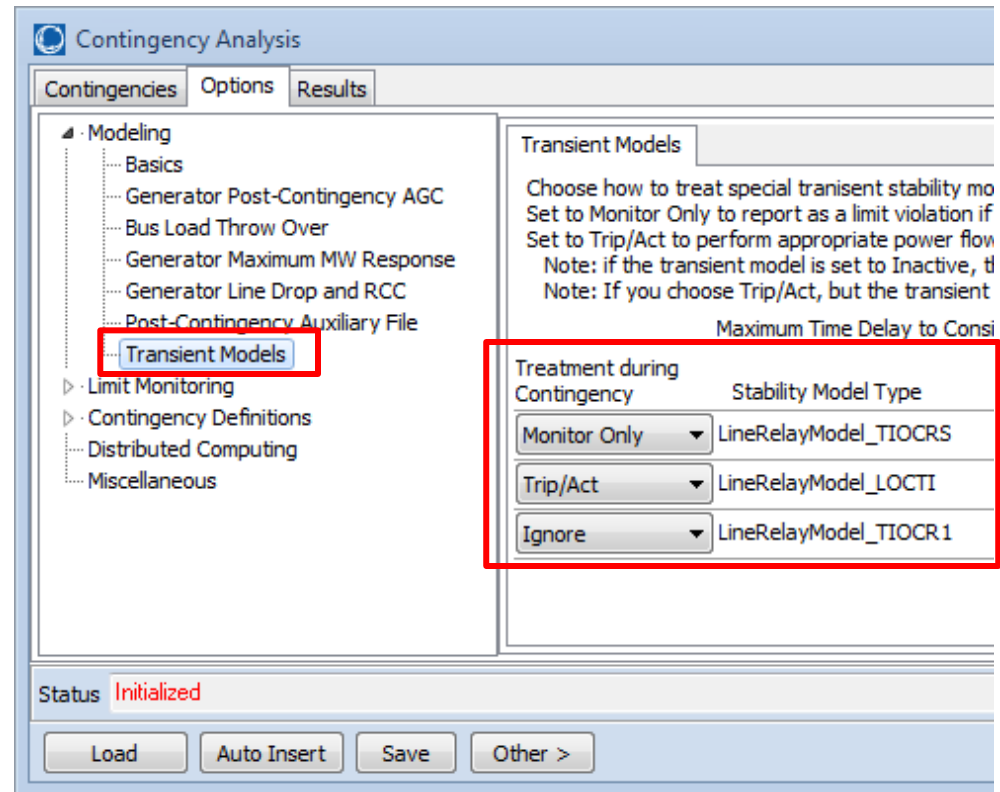 Contingency Analysis
Contingencies Options Results
Modeling
Basics
Generator Post-Contingency AGC
Bus Load Throw Over
Generator Maximum MW Response
Generator Line Drop and RCC
Post-Contingency Auxiliary File
Transient Models
Limit Monitoring
Contingency Definitions
Distributed Computing
Miscellaneous
Transient Models
Choose how to treat special tranisent stability mo
Set to Monitor Only to report as a limit violation if
Set to Trip/Act to perform appropriate power flow
Note: if the transient model is set to Inactive, th
Note: If you choose Trip/Act, but the transient
Maximum Time Delay to Consi
Treatment during
Contingency Stability Model Type
Monitor Only LineRelayModel_TIOCRS
Trip/Act LineRelayModel_LOCTI
Ignore LineRelayModel_TIOCR1
Status Initialized
Load Auto Insert Save Other >